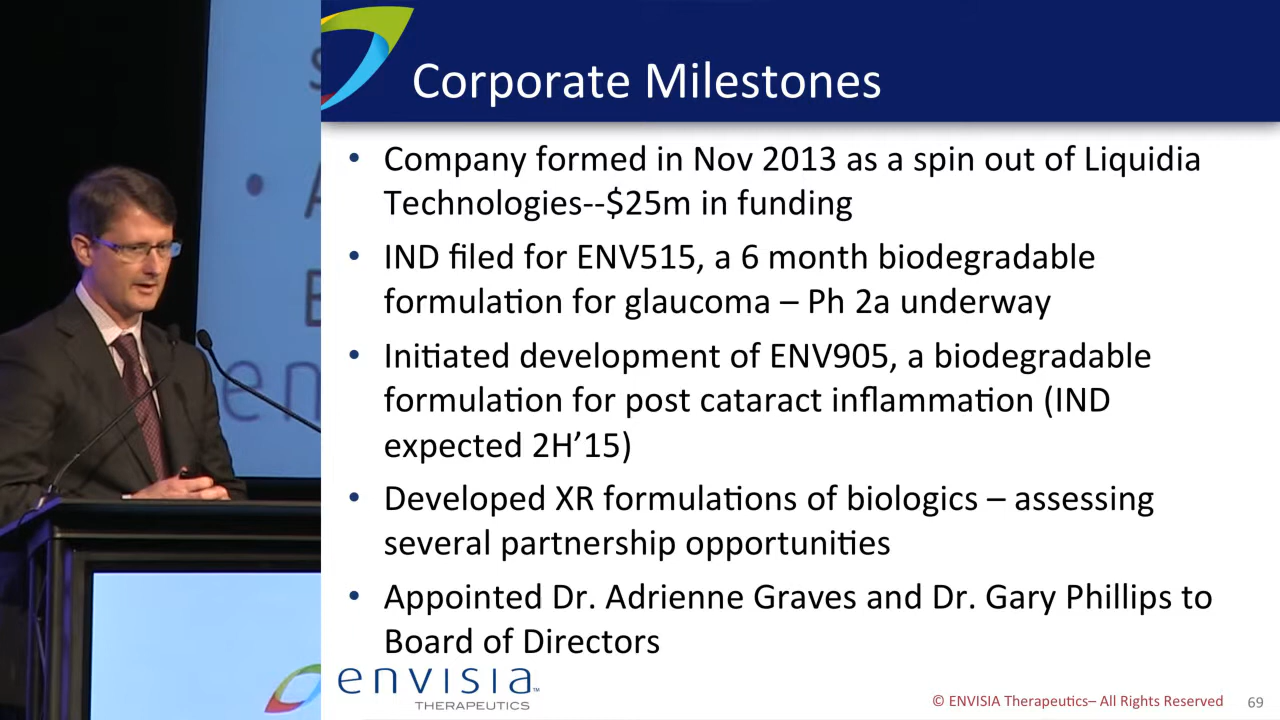 Corporate Milestones
• Company formed in Nov 2013 as a spin out of Liquidia
Technologies--$25m in funding
• IND filed for ENV515, a 6 month biodegradable
formulation for glaucoma – Ph 2a underway
• Initiated development of ENV905, a biodegradable
formulation for post cataract inflammation (IND
expected 2H’15)
• Developed XR formulations of biologics – assessing
several partnership opportunities
• Appointed Dr. Adrienne Graves and Dr. Gary Phillips to
Board of Directors
envisia™
THERAPEUTICS
© ENVISIA Therapeutics– All Rights Reserved 69